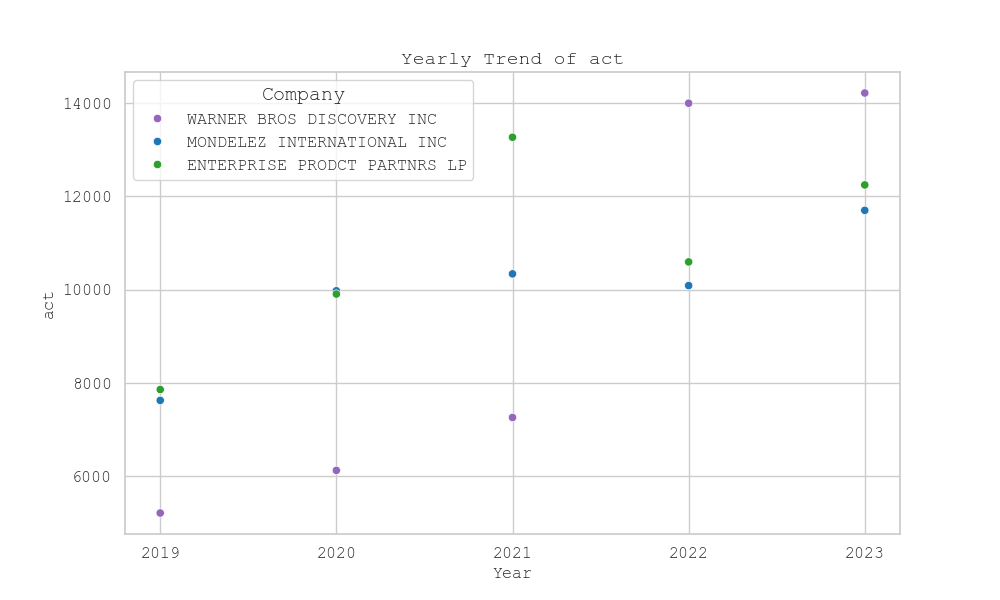 Yearly Trend of act
Company
WARNER BROS DISCOVERY INC
MONDELEZ INTERNATIONAL INC
ENTERPRISE PRODCT PARTNRS LP
14000
12000
10000
8000
6000
act
2019 2020 2021 2022 2023
Year